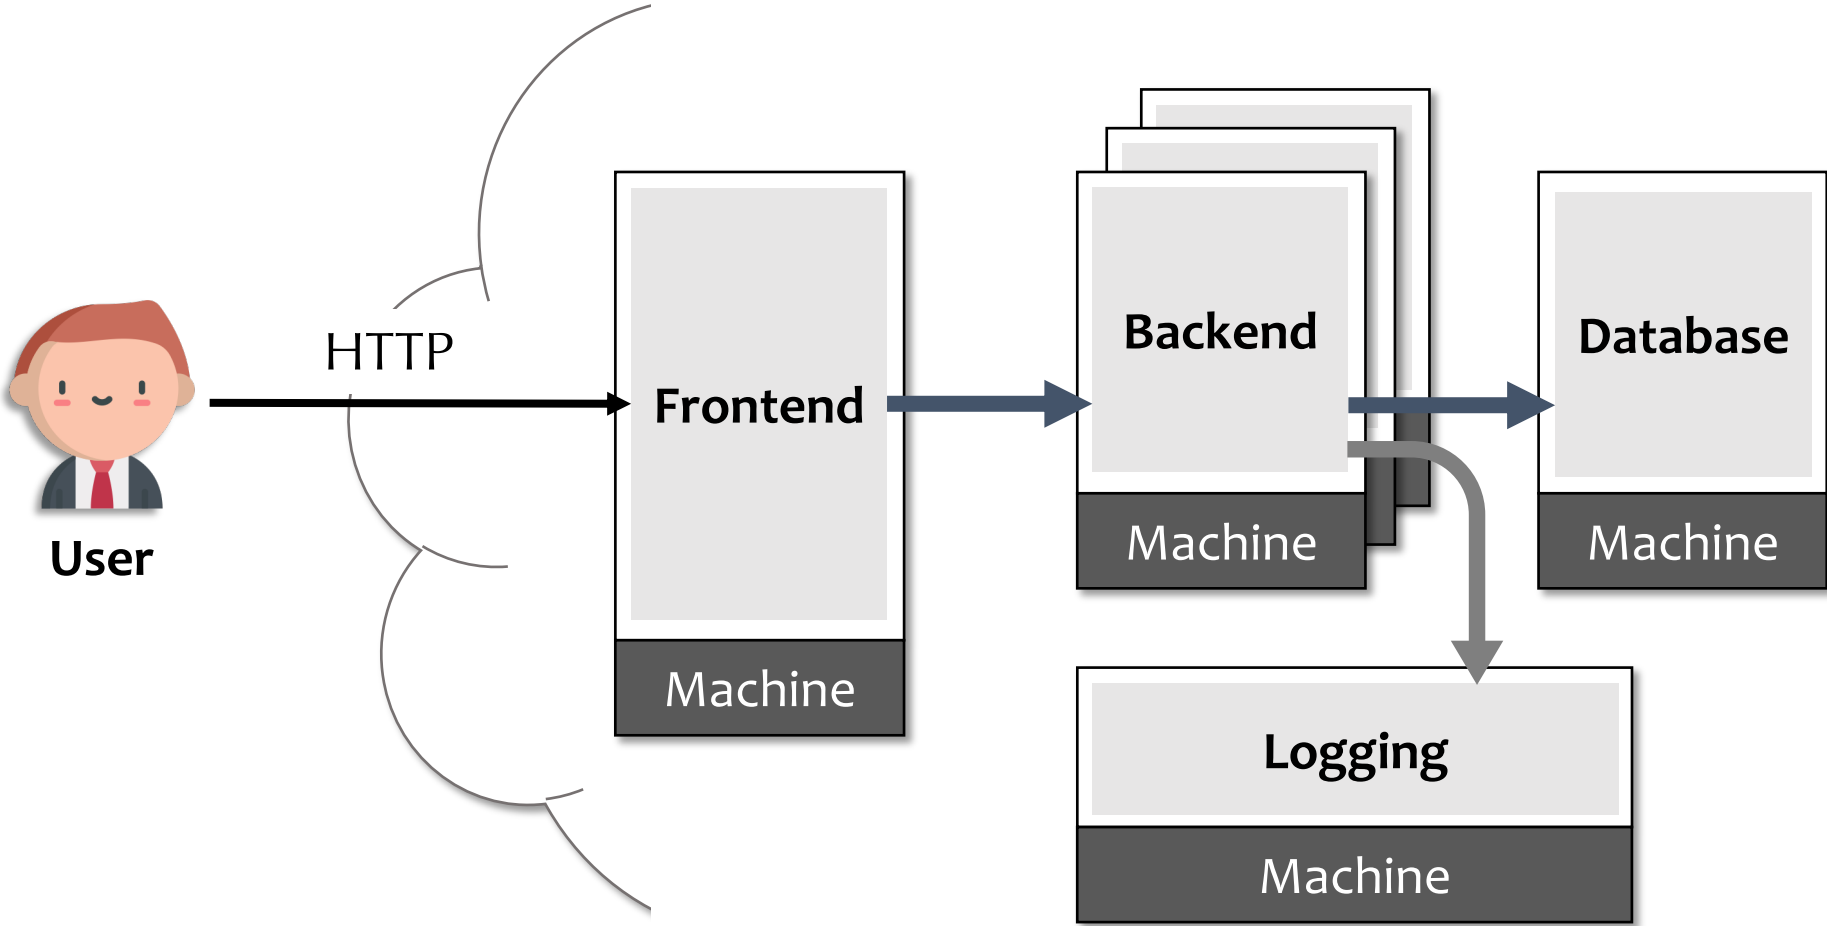 HTTP
User
Frontend
Machine
Backend
Machine
Database
Machine
Logging
Machine